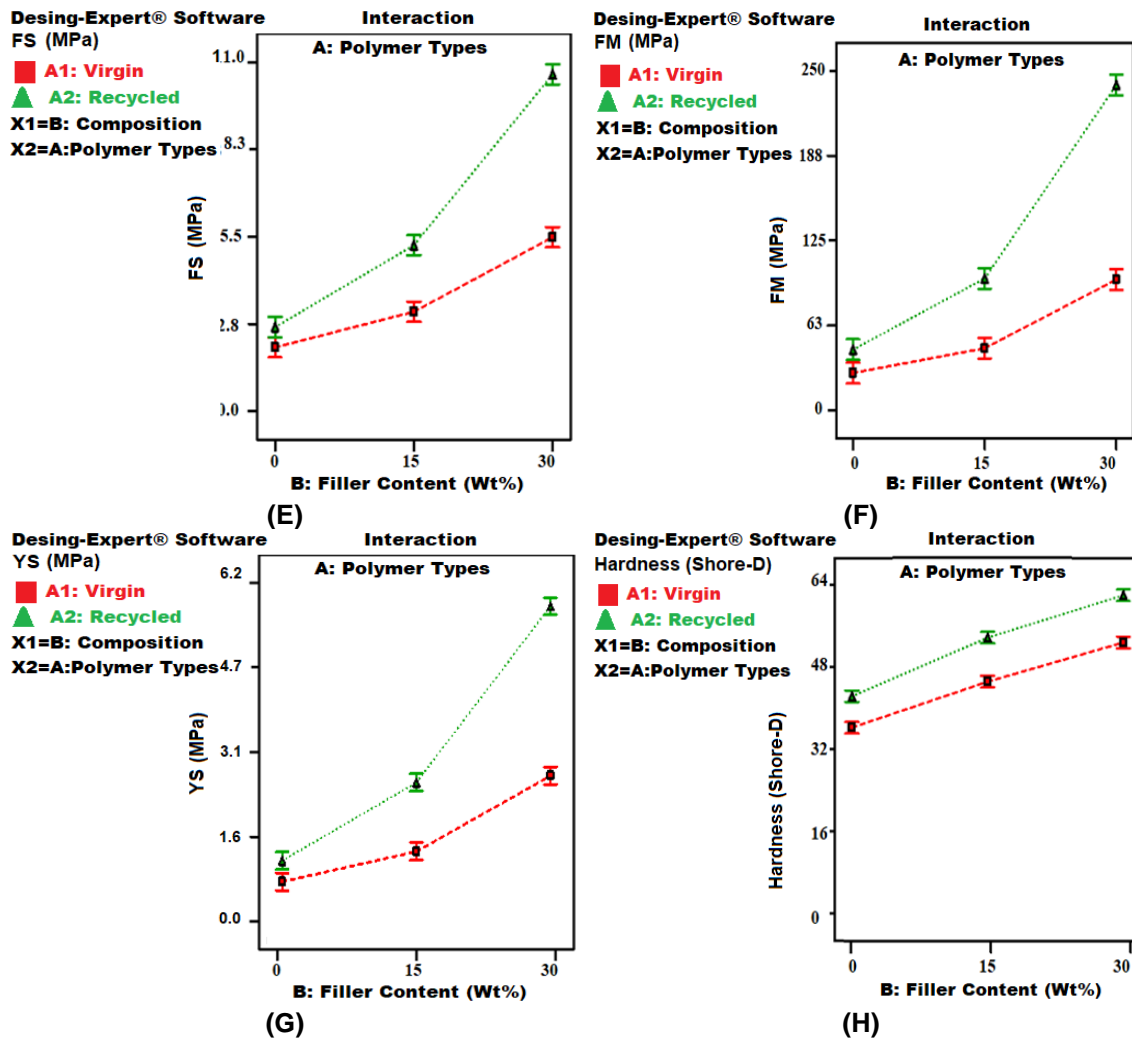 Desing-Expert® Software
FS (MPa)
A1: Virgin
A2: Recycled
X1=B: Composition
X2=A:Polymer Types
Interaction
A: Polymer Types
11.0
8.3
5.5
2.8
0.0
FS (MPa)
0 15 30
B: Filler Content (Wt%)
(E)
Desing-Expert® Software
FM (MPa)
A1: Virgin
A2: Recycled
X1=B: Composition
X2=A:Polymer Types
Interaction
A: Polymer Types
250
188
125
63
0
FM (MPa)
0 15 30
B: Filler Content (Wt%)
(F)
Desing-Expert® Software
YS (MPa)
A1: Virgin
A2: Recycled
X1=B: Composition
X2=A:Polymer Types
Interaction
A: Polymer Types
6.2
4.7
3.1
1.6
0.0
YS (MPa)
0 15 30
B: Filler Content (Wt%)
(G)
Desing-Expert® Software
Hardness (Shore-D)
A1: Virgin
A2: Recycled
X1=B: Composition
X2=A:Polymer Types
Interaction
A: Polymer Types
64
48
32
16
0
Hardness (Shore-D)
0 15 30
B: Filler Content (Wt%)
(H)